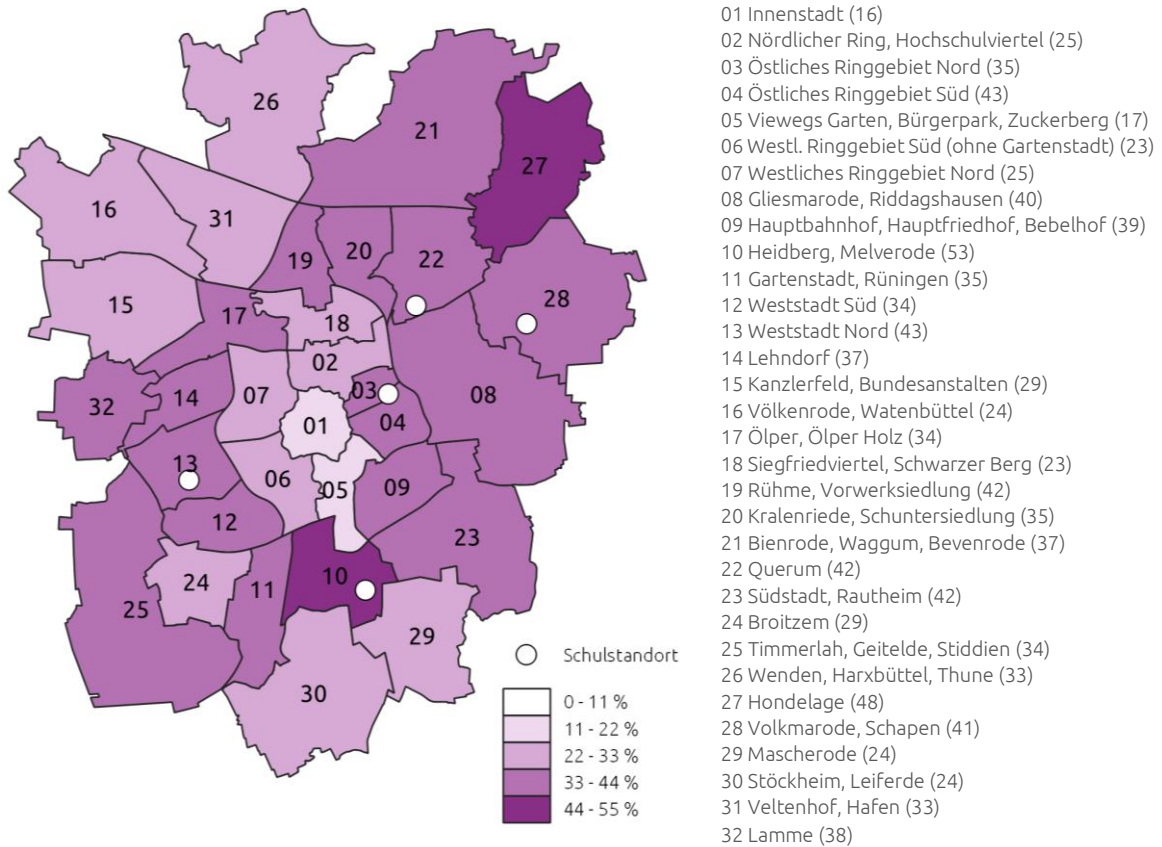 26
21
27
16
31
19
20
22
15
17
18
28
02
32
14
07
03
08
01
04
13
06
05
09
12
23
24
10
11
25
29
30
Schulstandort
0 - 11 %
11 - 22 %
22 - 33 %
33 - 44 %
44 - 55 %
01 Innenstadt (16)
02 Nördlicher Ring, Hochschulviertel (25)
03 Östliches Ringgebiet Nord (35)
04 Östliches Ringgebiet Süd (43)
05 Viewegs Garten, Bürgerpark, Zuckerberg (17)
06 Westl. Ringgebiet Süd (ohne Gartenstadt) (23)
07 Westliches Ringgebiet Nord (25)
08 Gliesmarode, Riddagshausen (40)
09 Hauptbahnhof, Hauptfriedhof, Bebelhof (39)
10 Heidberg, Melverode (53)
11 Gartenstadt, Rüningen (35)
12 Weststadt Süd (34)
13 Weststadt Nord (43)
14 Lehndorf (37)
15 Kanzlerfeld, Bundesanstalten (29)
16 Völkenrode, Watenbüttel (24)
17 Ölper, Ölper Holz (34)
18 Siegfriedviertel, Schwarzer Berg (23)
19 Rühme, Vorwerksiedlung (42)
20 Kralenriede, Schuntersiedlung (35)
21 Bienrode, Waggum, Bevenrode (37)
22 Querum (42)
23 Südstadt, Rautheim (42)
24 Broitzem (29)
25 Timmerlah, Geitelde, Stiddien (34)
26 Wenden, Harxbüttel, Thune (33)
27 Hondelage (48)
28 Volkmarode, Schapen (41)
29 Mascherode (24)
30 Stöckheim, Leiferde (24)
31 Veltenhof, Hafen (33)
32 Lamme (38)